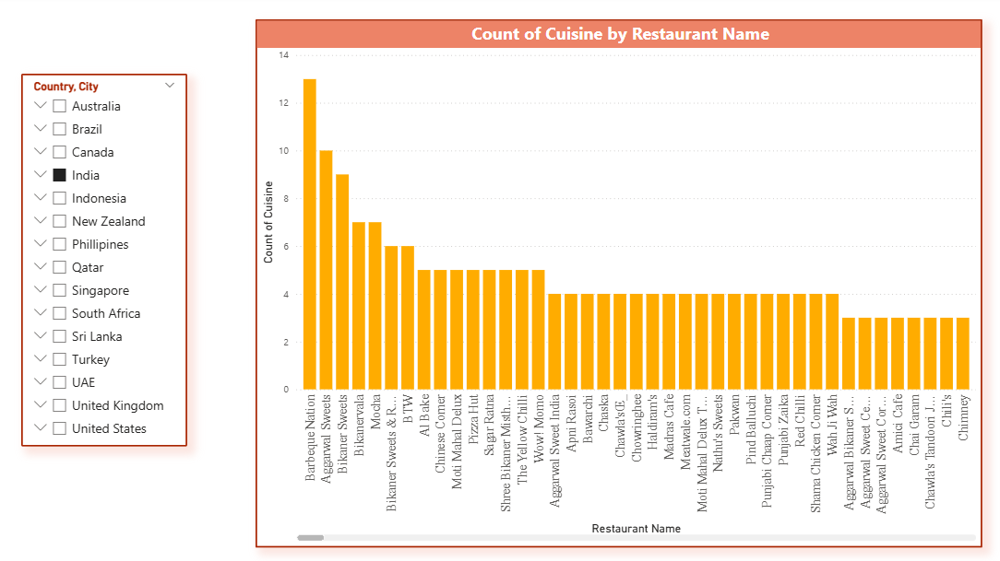 Count of Cuisine by Restaurant Name
Country, City
Australia
Brazil
Canada
India
Indonesia
New Zealand
Phillipines
Qatar
Singapore
South Africa
Sri Lanka
Turkey
UAE
United Kingdom
United States
Count of Cuisine
14
12
10
8
6
4
2
0
Barbeque Nation
Aggarwal Sweets
Bikaner Sweets
Bikanervala
Mocha
Bikaner Sweets & R...
BTW
Al Bake
Chinese Corner
Moti Mahal Delux
Pizza Hut
Sagar Ratna
Shree Bikaner Misth...
The Yellow Chilli
Wow! Momo
Aggarwal Sweet India
Apni Rasoi
Bawarchi
Chaska
Chawla'sŒ_
Chowringhee
Haldiram's
Madras Cafe
Meatwale.com
Moti Mahal Delux T...
Nathu's Sweets
Pakwan
Pind Balluchi
Punjabi Chaap Corner
Punjabi Zaika
Red Chilli
Shama Chicken Corner
Wah Ji Wah
Aggarwal Bikaner S...
Aggarwal Sweet Ce...
Aggarwal Sweet Cor...
Amici Cafe
Chai Garam
Chawla's Tandoori J...
Chili's
Chimney
Restaurant Name